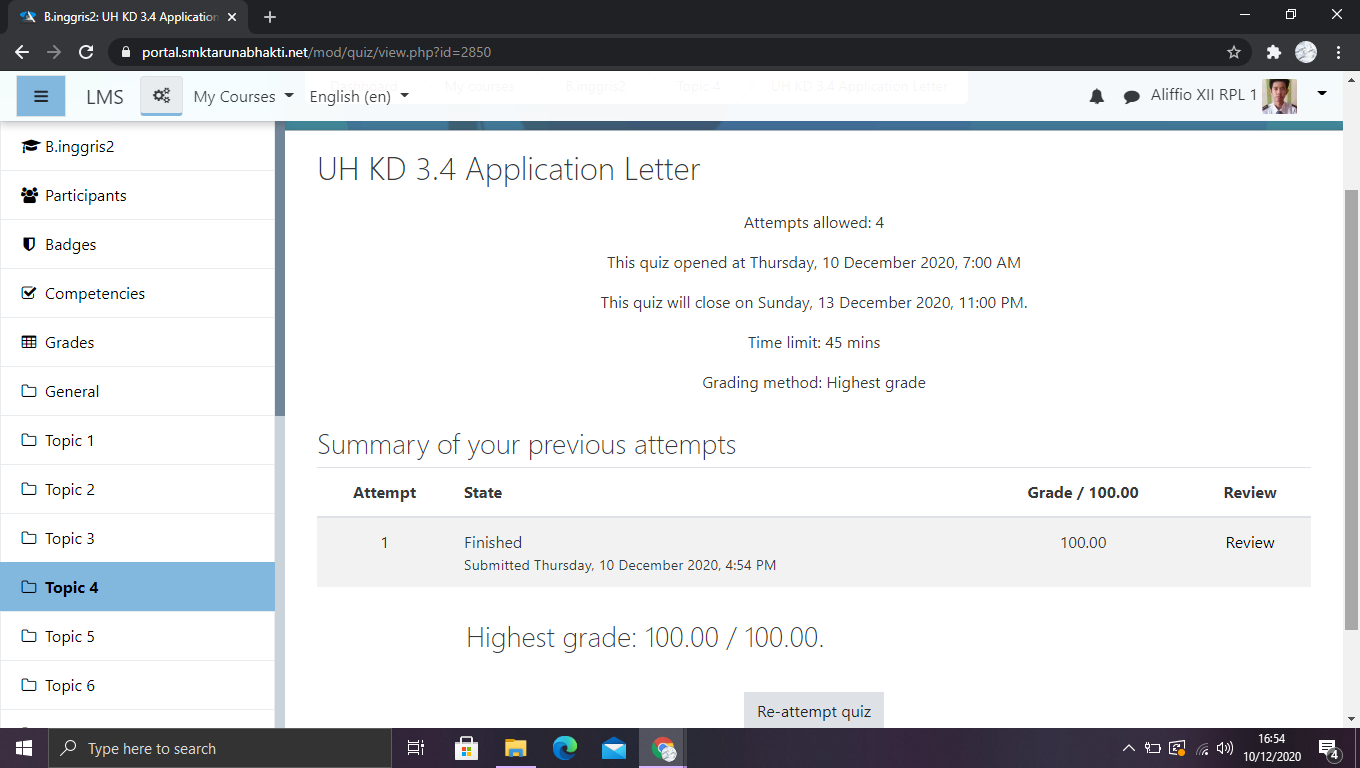 B.inggris2: UH KD 3.4 Application
portal.smktarunabhakti.net/mod/quiz/view.php?id=2850
LMS My Courses English (en) Aliffio XII RPL 1
My courses B.inggris2 Topic 4 UH KD 3.4 Application Letter
B.inggris2
Participants
Badges
Competencies
Grades
General
Topic 1
Topic 2
Topic 3
Topic 4
Topic 5
Topic 6
UH KD 3.4 Application Letter
Attempts allowed: 4
This quiz opened at Thursday, 10 December 2020, 7:00 AM
This quiz will close on Sunday, 13 December 2020, 11:00 PM.
Time limit: 45 mins
Grading method: Highest grade
Summary of your previous attempts
Attempt State Grade / 100.00 Review
1 Finished 100.00 Review
Submitted Thursday, 10 December 2020, 4:54 PM
Highest grade: 100.00 / 100.00.
Re-attempt quiz
Type here to search
16:54
10/12/2020
4